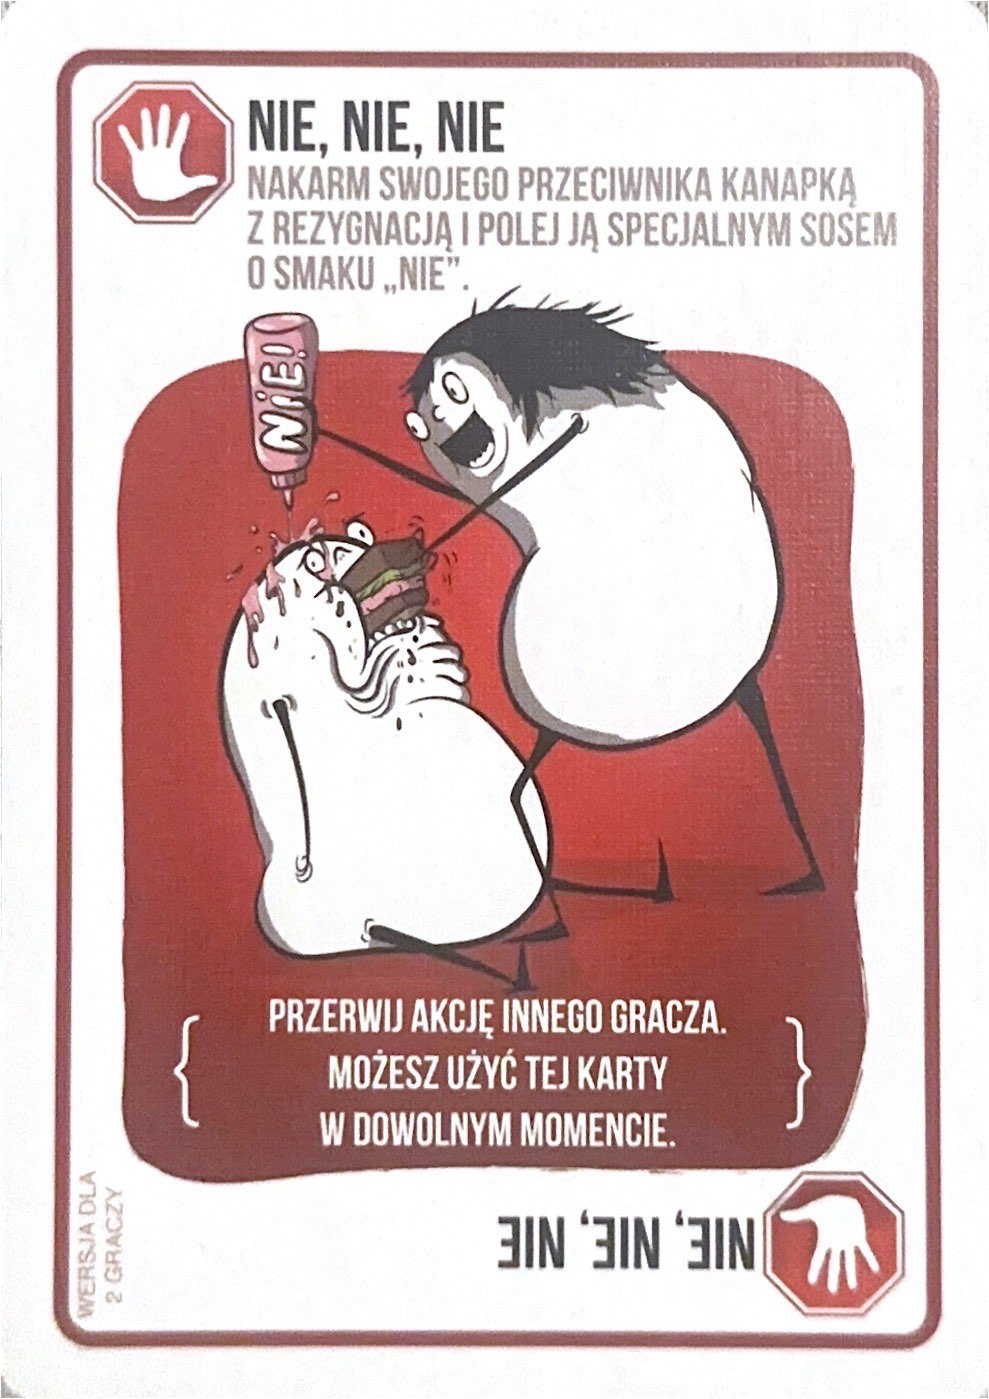 NIE, NIE, NIE
NAKARM SWOJEGO PRZECIWNIKA KANAPKĄ
Z REZYGNACJĄ I POLEJ JĄ SPECJALNYM SOSEM
O SMAKU „NIE”.
NiE!
PRZERWIJ AKCJĘ INNEGO GRACZA.
MOŻESZ UŻYĆ TEJ KARTY
W DOWOLNYM MOMENCIE.
WERSJA DLA
2 GRACZY
NIE, NIE, NIE